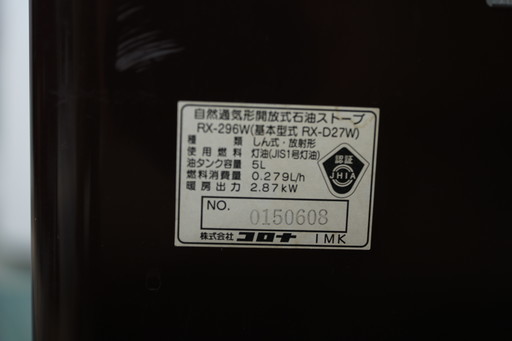 自然通気形開放式石油ストーブ
RX-296W(基本型式 RX-D27W)
種類 しん式・放射形
使用燃料 灯油(JIS1号灯油)
油タンク容量 5L
燃料消費量 0.279L/h
暖房出力 2.87kW
認証
JHIA
NO. 0150608
株式会社 コロナ 1MK